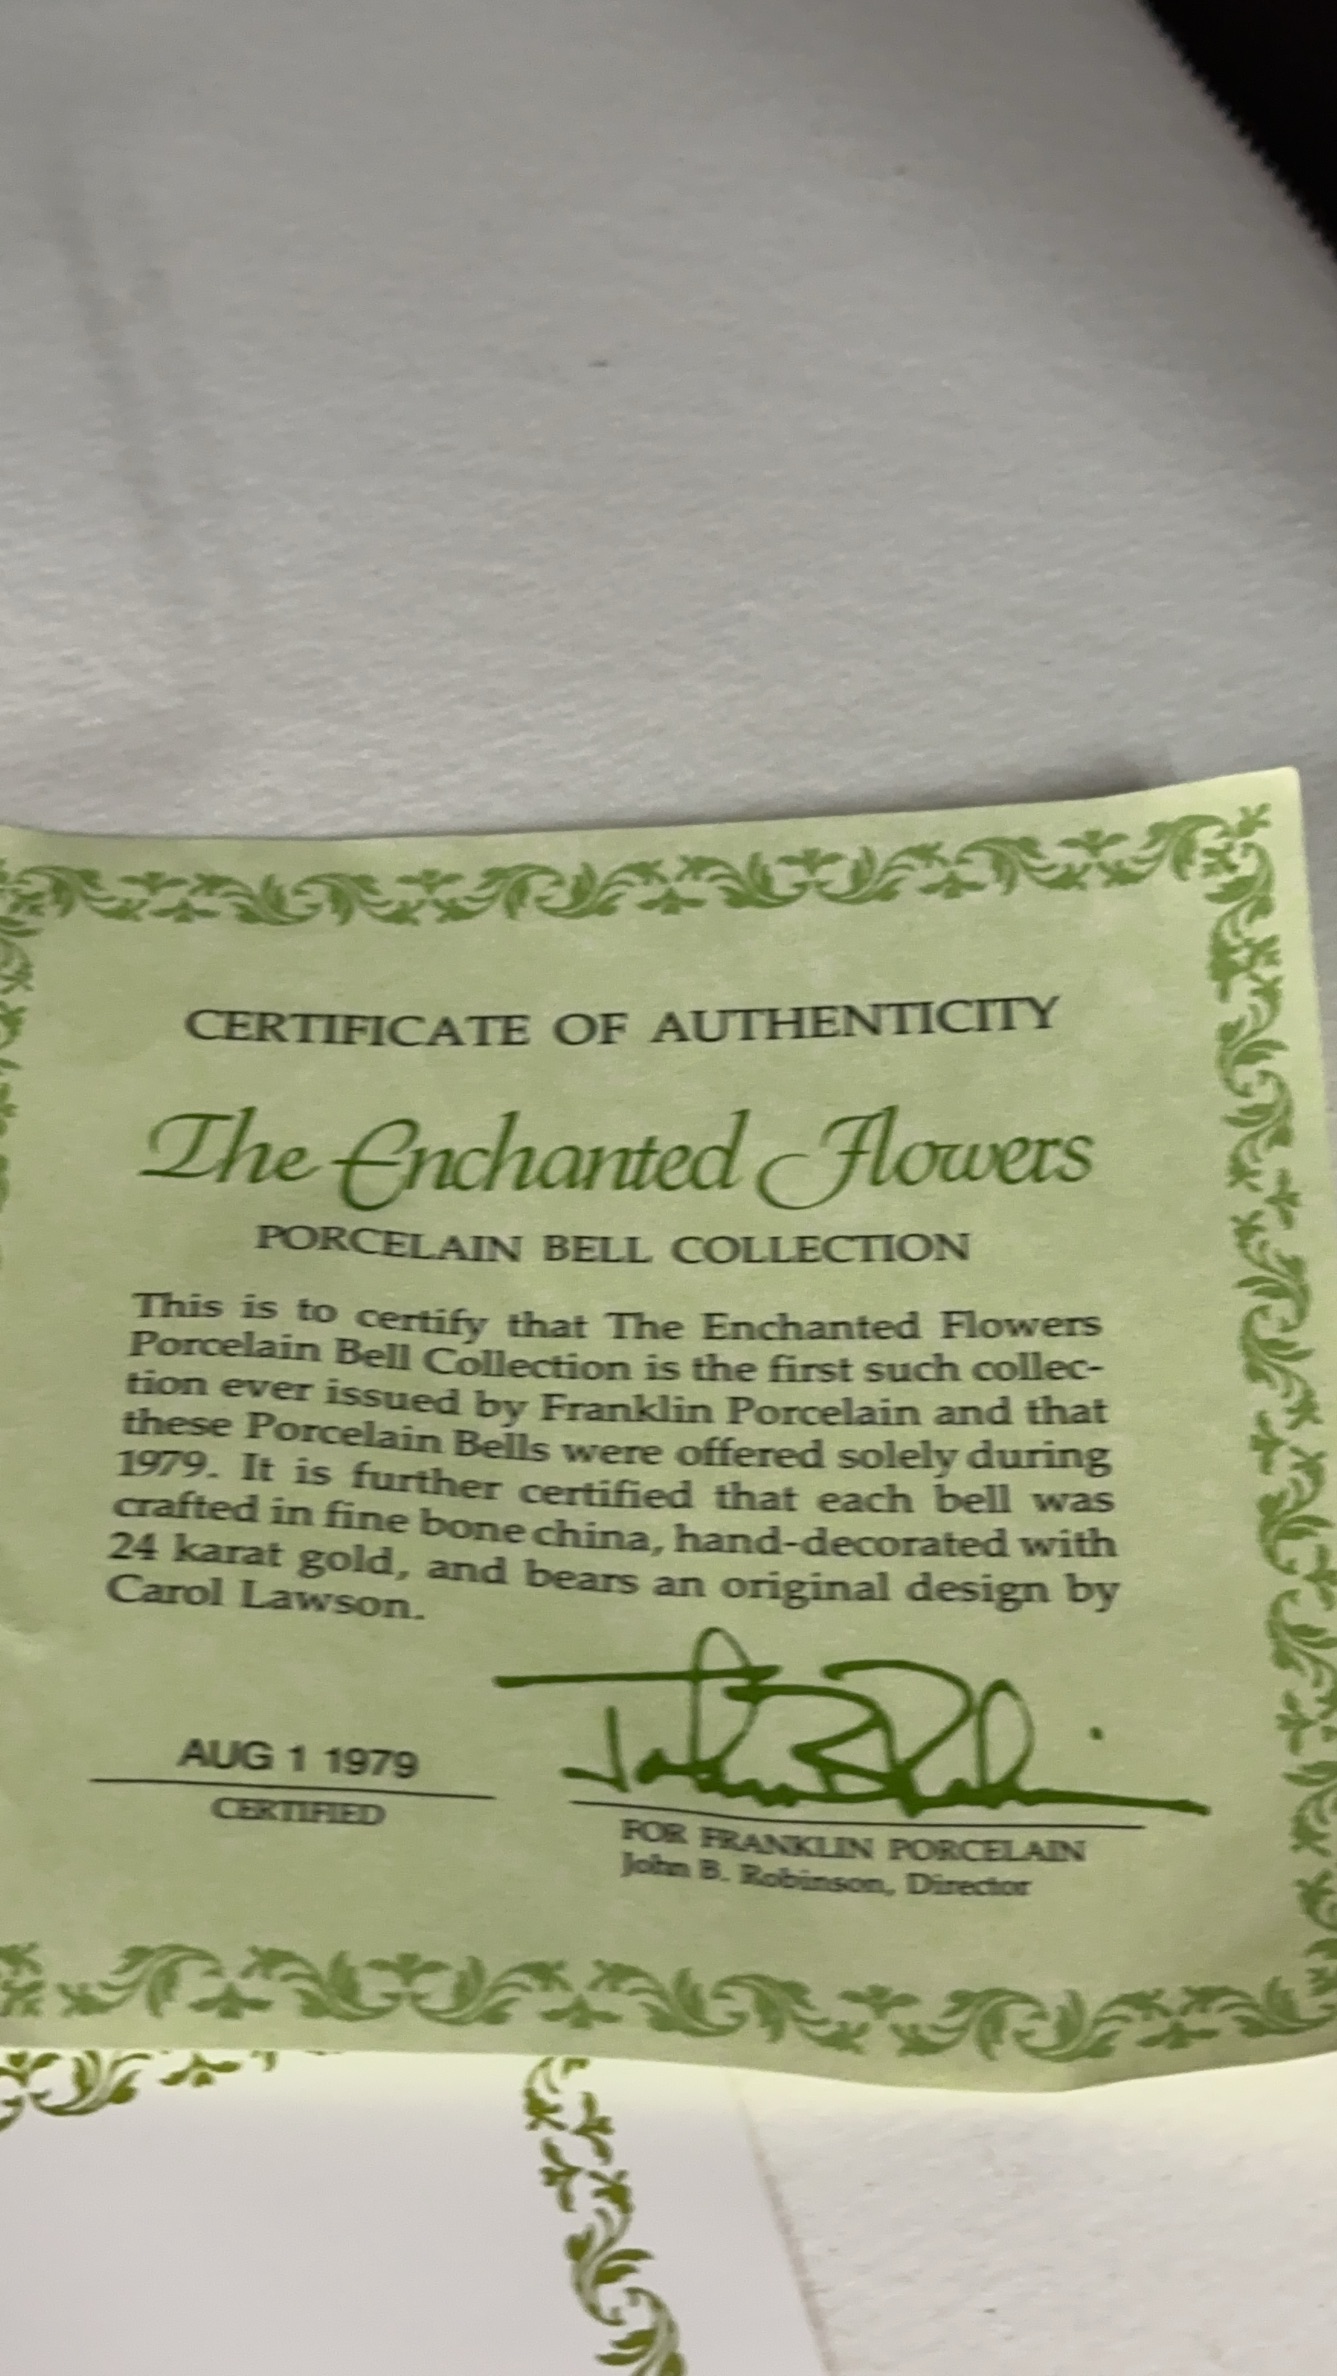 CERTIFICATE OF AUTHENTICITY
The Enchanted Flowers
PORCELAIN BELL COLLECTION
This is to certify that The Enchanted Flowers
Porcelain Bell Collection is the first such collec-
tion ever issued by Franklin Porcelain and that
these Porcelain Bells were offered solely during
1979. It is further certified that each bell was
crafted in fine bone china, hand-decorated with
24 karat gold, and bears an original design by
Carol Lawson.
AUG 1 1979
CERTIFIED
FOR FRANKLIN PORCELAIN
John B. Robinson, Director